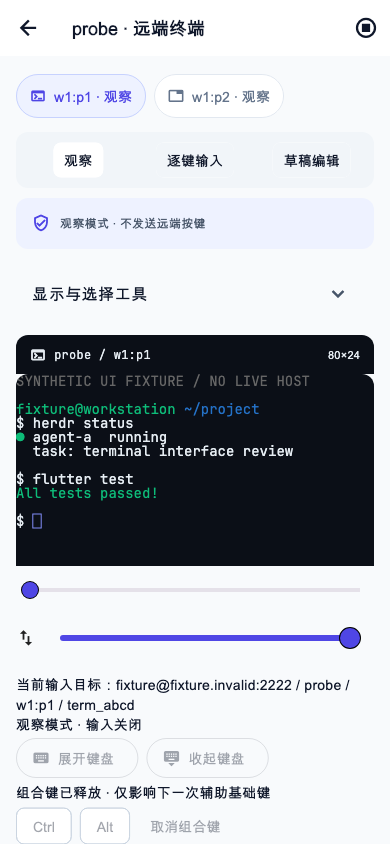 probe · 远端终端
w1:p1 · 观察
w1:p2 · 观察
观察
逐键输入
草稿编辑
观察模式 · 不发送远端按键
显示与选择工具
probe / w1:p1
80×24
SYNTHETIC UI FIXTURE / NO LIVE HOST
fixture@workstation ~/project
$ herdr status
● agent-a  running
task: terminal interface review
$ flutter test
All tests passed!
$
当前输入目标：fixture@fixture.invalid:2222 / probe /
w1:p1 / term_abcd
观察模式 · 输入关闭
展开键盘
收起键盘
组合键已释放 · 仅影响下一次辅助基础键
Ctrl
Alt
取消组合键